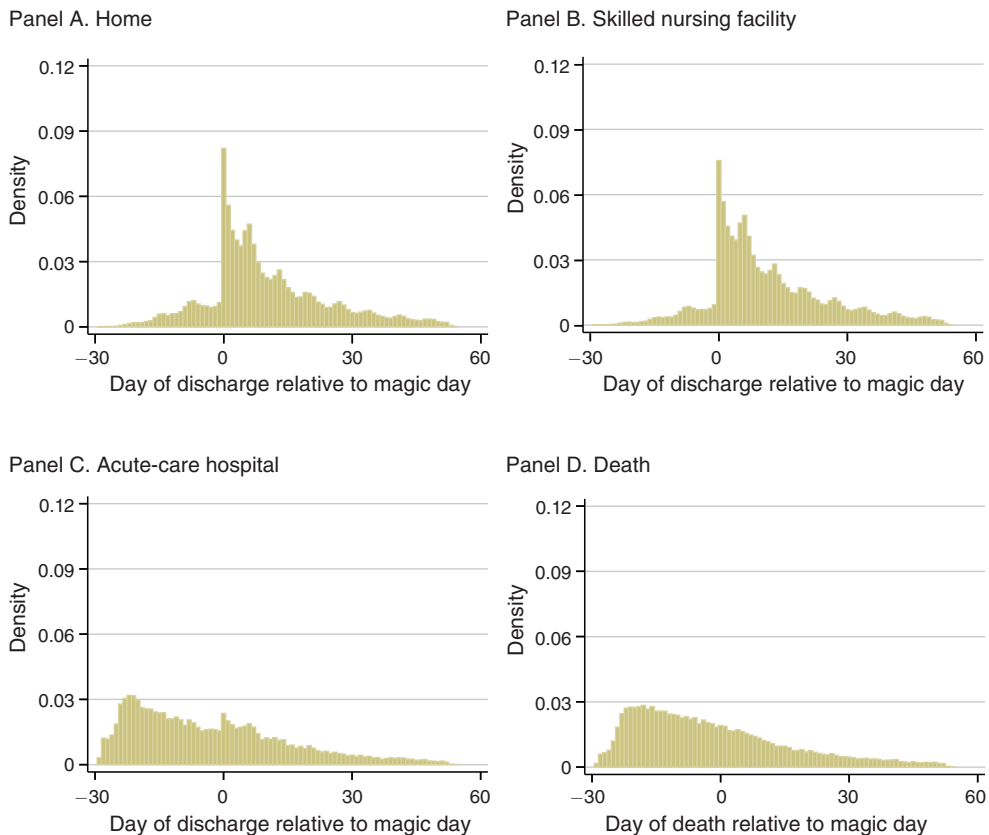 Panel A. Home
0.12
0.09
0.06
0.03
0
Density
−30 0 30 60
Day of discharge relative to magic day
Panel B. Skilled nursing facility
0.12
0.09
0.06
0.03
0
Density
−30 0 30 60
Day of discharge relative to magic day
Panel C. Acute-care hospital
0.12
0.09
0.06
0.03
0
Density
−30 0 30 60
Day of discharge relative to magic day
Panel D. Death
0.12
0.09
0.06
0.03
0
Density
−30 0 30 60
Day of death relative to magic day